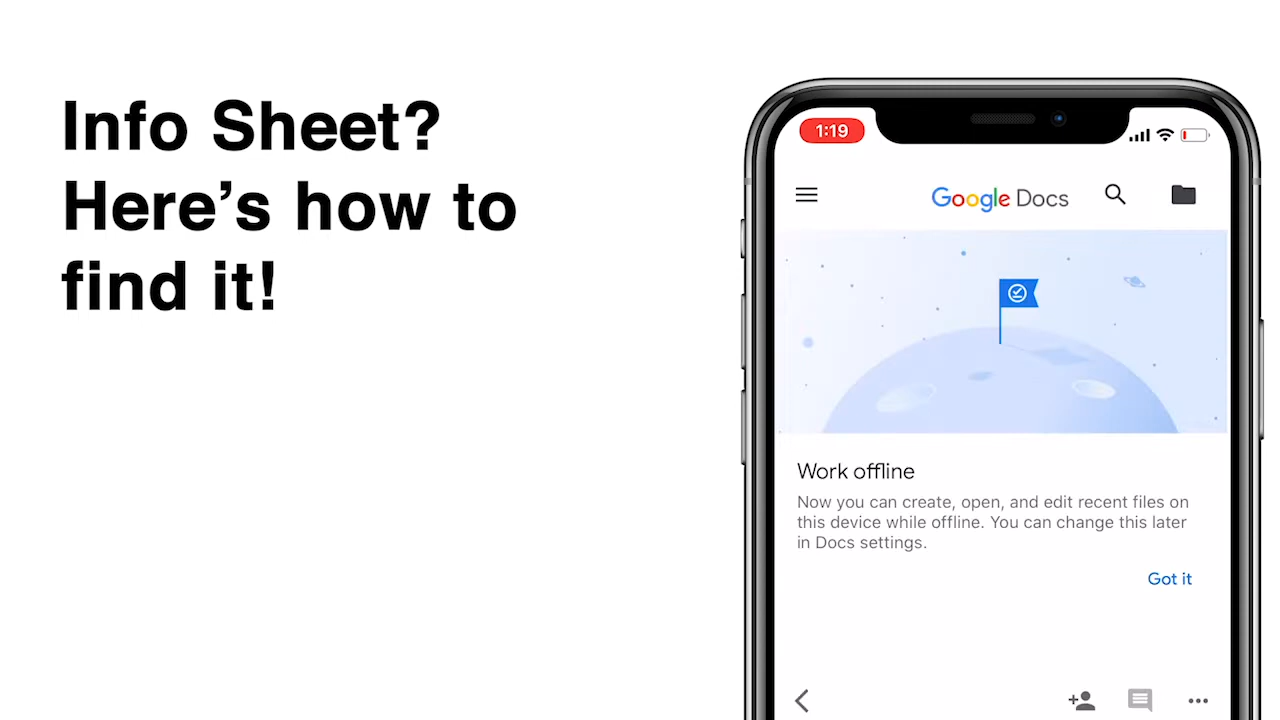 Info Sheet?
Here’s how to
find it!
1:19
Google Docs
Work offline
Now you can create, open, and edit recent files on
this device while offline. You can change this later
in Docs settings.
Got it